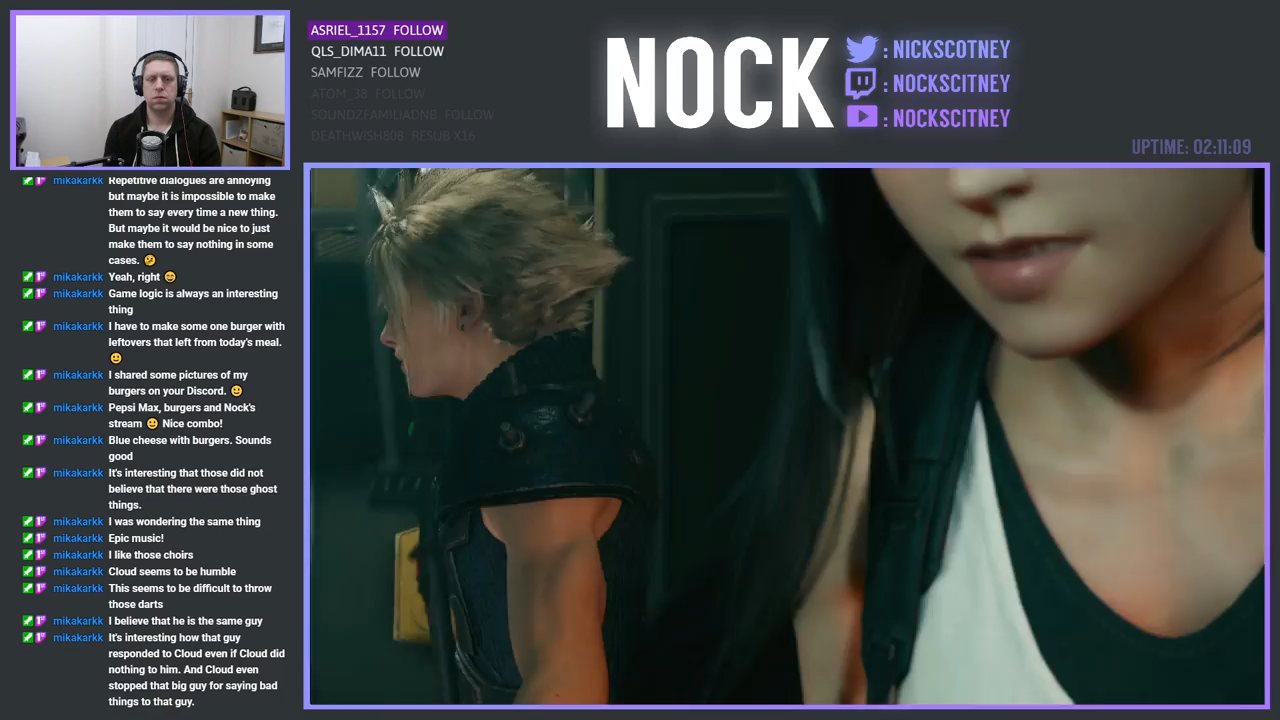 ASRIEL_1157 FOLLOW
QLS_DIMA11 FOLLOW
SAMFIZZ FOLLOW
ATOM_38 FOLLOW
SOUNDZFAMILIADNB FOLLOW
DEATHWISH808 RESUB X16
NOCK
: NICKSCOTNEY
: NOCKSCITNEY
: NOCKSCITNEY
UPTIME: 02:11:09
mikakarkk Repetitive dialogues are annoying
but maybe it is impossible to make
them to say every time a new thing.
But maybe it would be nice to just
make them to say nothing in some
cases. 😕
mikakarkk Yeah, right 😄
mikakarkk Game logic is always an interesting
thing
mikakarkk I have to make some one burger with
leftovers that left from today's meal.
🙂
mikakarkk I shared some pictures of my
burgers on your Discord. 😃
mikakarkk Pepsi Max, burgers and Nock's
stream 🙂 Nice combo!
mikakarkk Blue cheese with burgers. Sounds
good
mikakarkk It's interesting that those did not
believe that there were those ghost
things.
mikakarkk I was wondering the same thing
mikakarkk Epic music!
mikakarkk I like those choirs
mikakarkk Cloud seems to be humble
mikakarkk This seems to be difficult to throw
those darts
mikakarkk I believe that he is the same guy
mikakarkk It's interesting how that guy
responded to Cloud even if Cloud did
nothing to him. And Cloud even
stopped that big guy for saying bad
things to that guy.